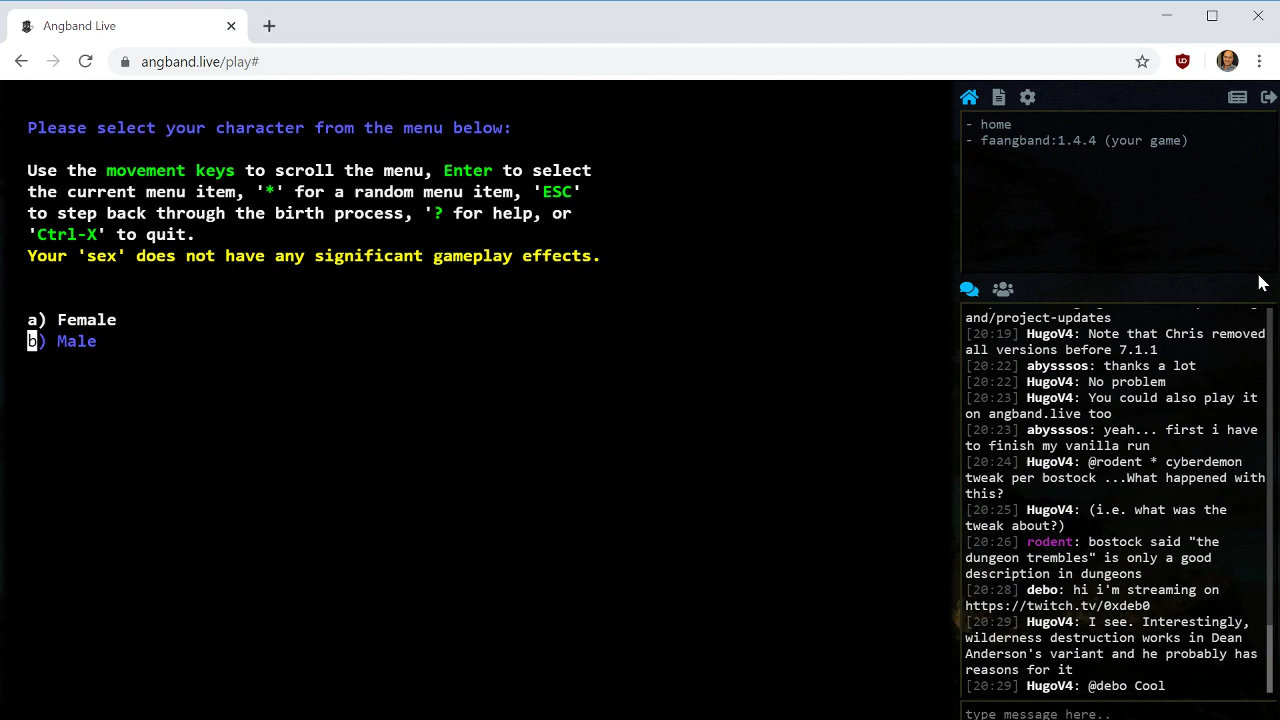 Angband Live
angband.live/play#
Please select your character from the menu below:
Use the movement keys to scroll the menu, Enter to select
the current menu item, '*' for a random menu item, 'ESC'
to step back through the birth process, '? for help, or
'Ctrl-X' to quit.
Your 'sex' does not have any significant gameplay effects.
a) Female
b) Male
- home
- faangband:1.4.4 (your game)
and/project-updates
[20:19] HugoV4: Note that Chris removed
all versions before 7.1.1
[20:22] abysssos: thanks a lot
[20:22] HugoV4: No problem
[20:23] HugoV4: You could also play it
on angband.live too
[20:23] abysssos: yeah... first i have
to finish my vanilla run
[20:24] HugoV4: @rodent * cyberdemon
tweak per bostock ...What happened with
this?
[20:25] HugoV4: (i.e. what was the
tweak about?)
[20:26] rodent: bostock said "the
dungeon trembles" is only a good
description in dungeons
[20:28] debo: hi i'm streaming on
https://twitch.tv/0xdeb0
[20:29] HugoV4: I see. Interestingly,
wilderness destruction works in Dean
Anderson's variant and he probably has
reasons for it
[20:29] HugoV4: @debo Cool
type message here..